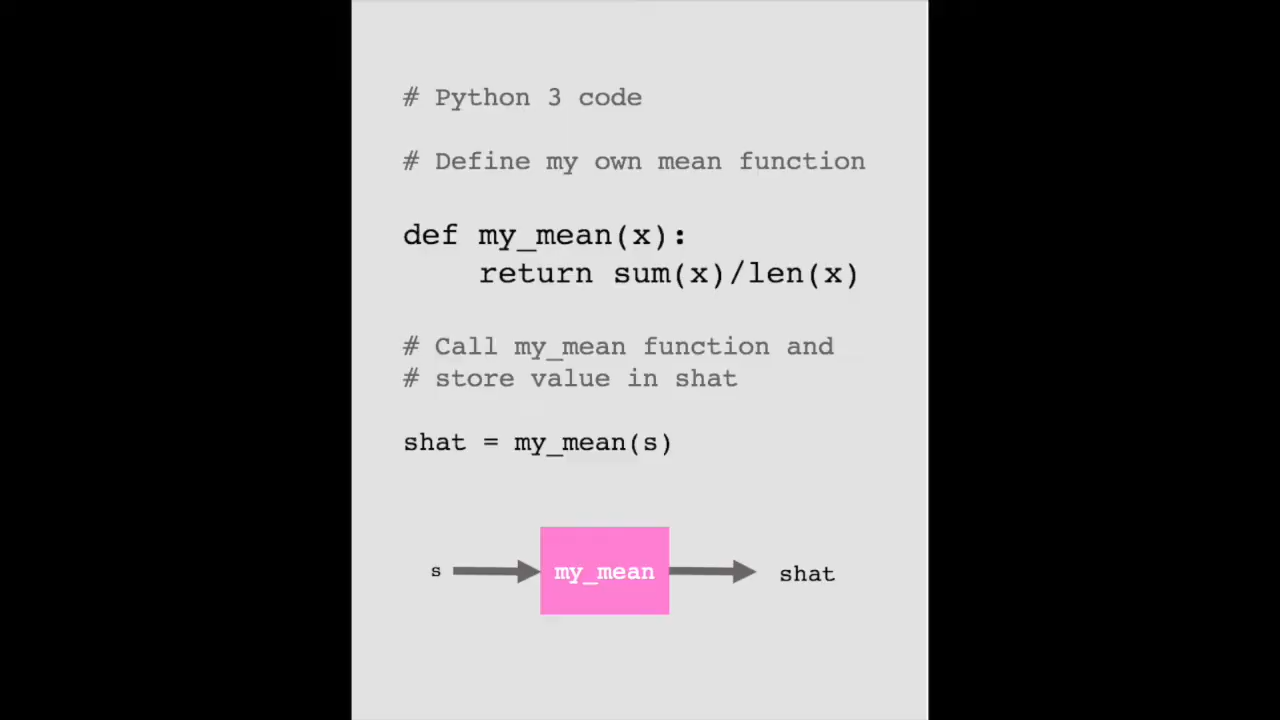 # Python 3 code
# Define my own mean function
def my_mean(x):
    return sum(x)/len(x)
# Call my_mean function and
# store value in shat
shat = my_mean(s)
s my_mean shat